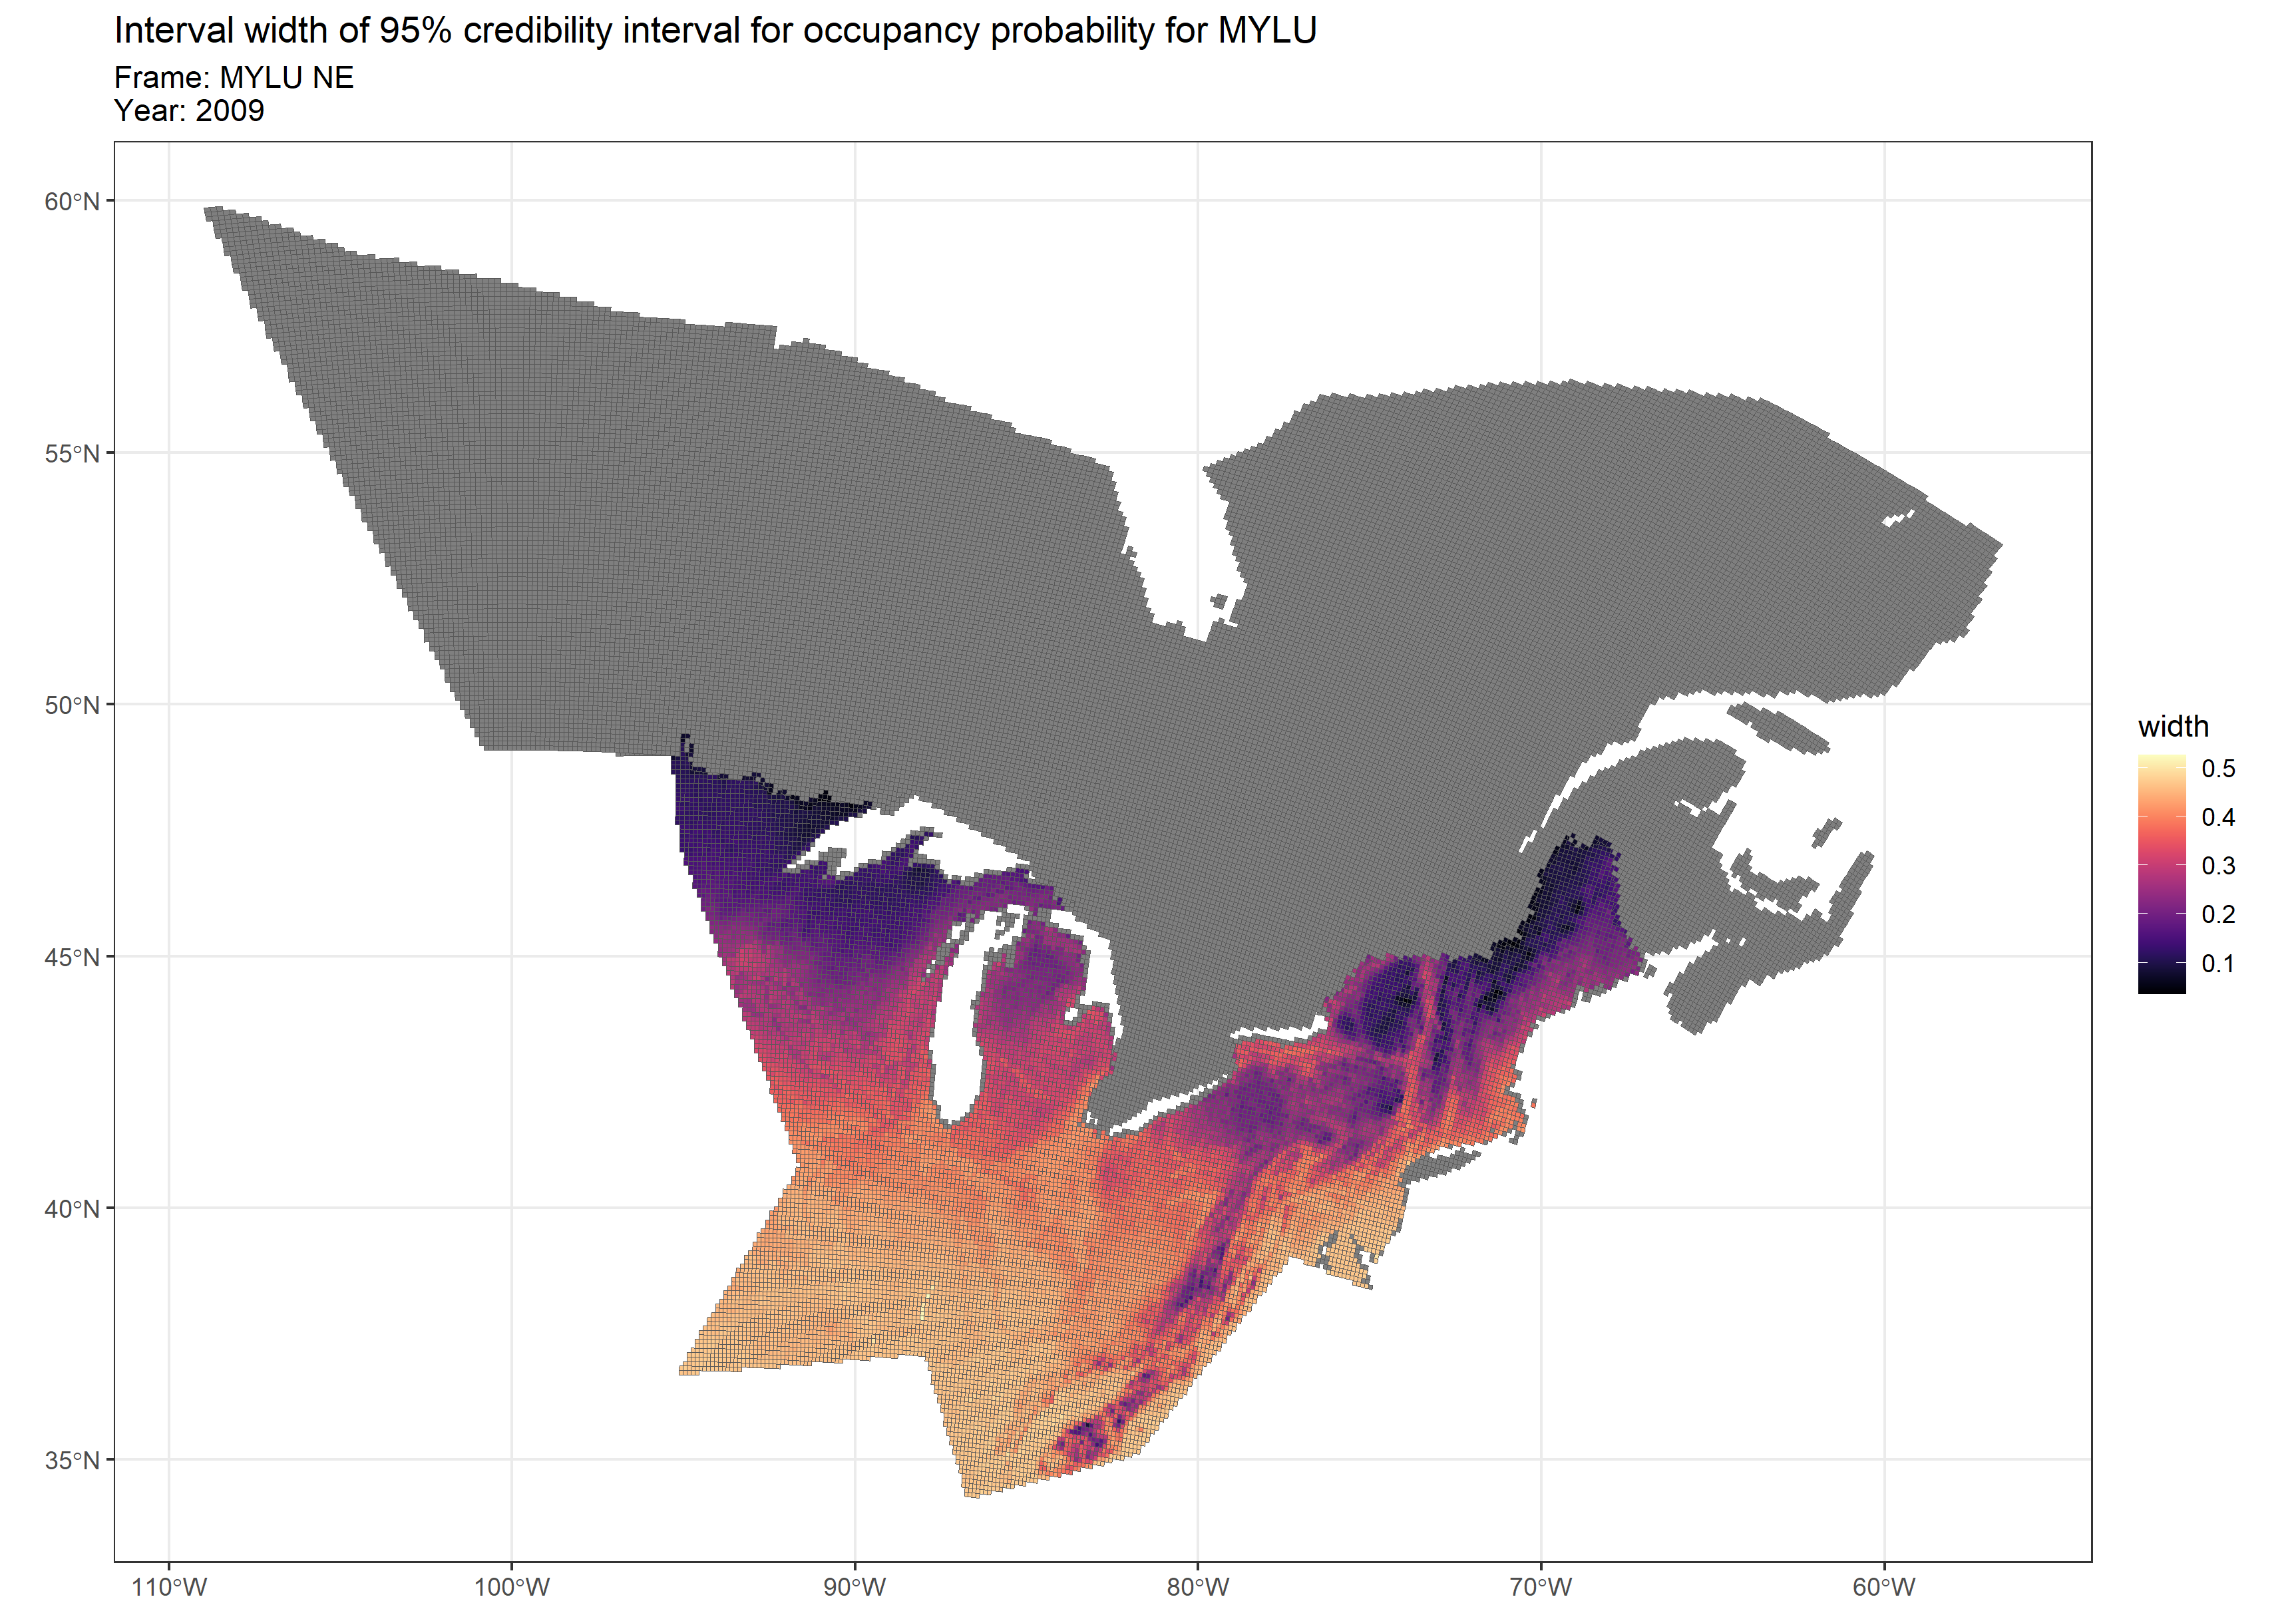 Interval width of 95% credibility interval for occupancy probability for MYLU
Frame: MYLU NE
Year: 2009
60°N
55°N
50°N
45°N
40°N
35°N
110°W
100°W
90°W
80°W
70°W
60°W
width
0.5
0.4
0.3
0.2
0.1